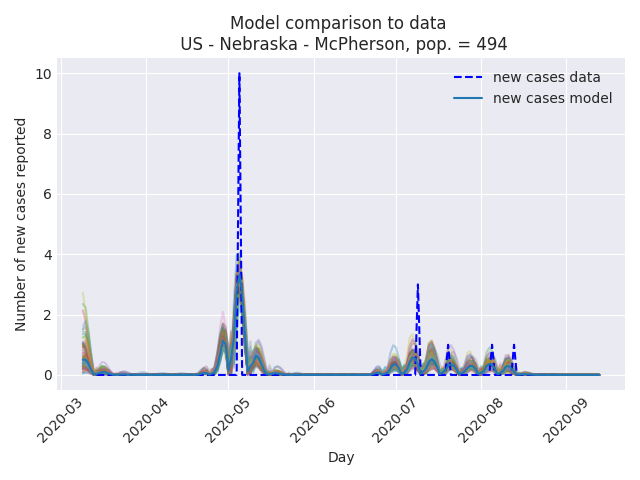 Model comparison to data
US - Nebraska - McPherson, pop. = 494
new cases data
new cases model
Number of new cases reported
10
8
6
4
2
0
2020-03
2020-04
2020-05
2020-06
2020-07
2020-08
2020-09
Day